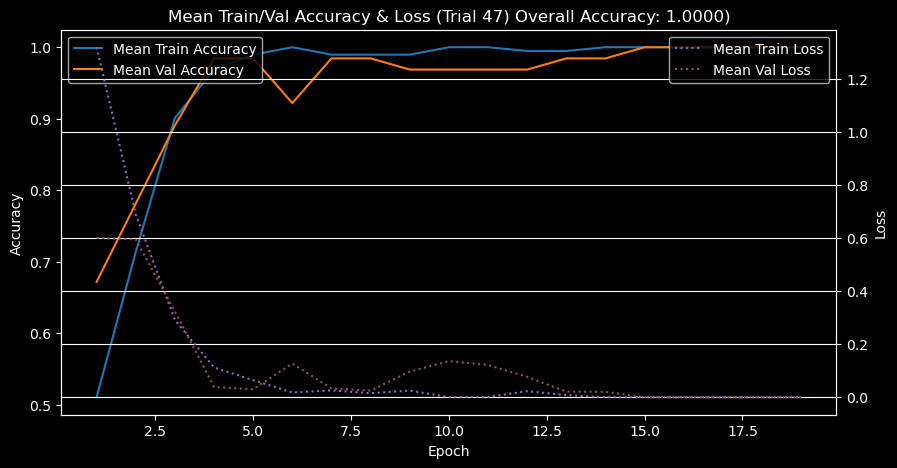 Mean Train/Val Accuracy & Loss (Trial 47) Overall Accuracy: 1.0000)
Mean Train Accuracy
Mean Val Accuracy
Mean Train Loss
Mean Val Loss
1.0
0.9
0.8
0.7
0.6
0.5
Accuracy
1.2
1.0
0.8
0.6
0.4
0.2
0.0
Loss
2.5 5.0 7.5 10.0 12.5 15.0 17.5
Epoch